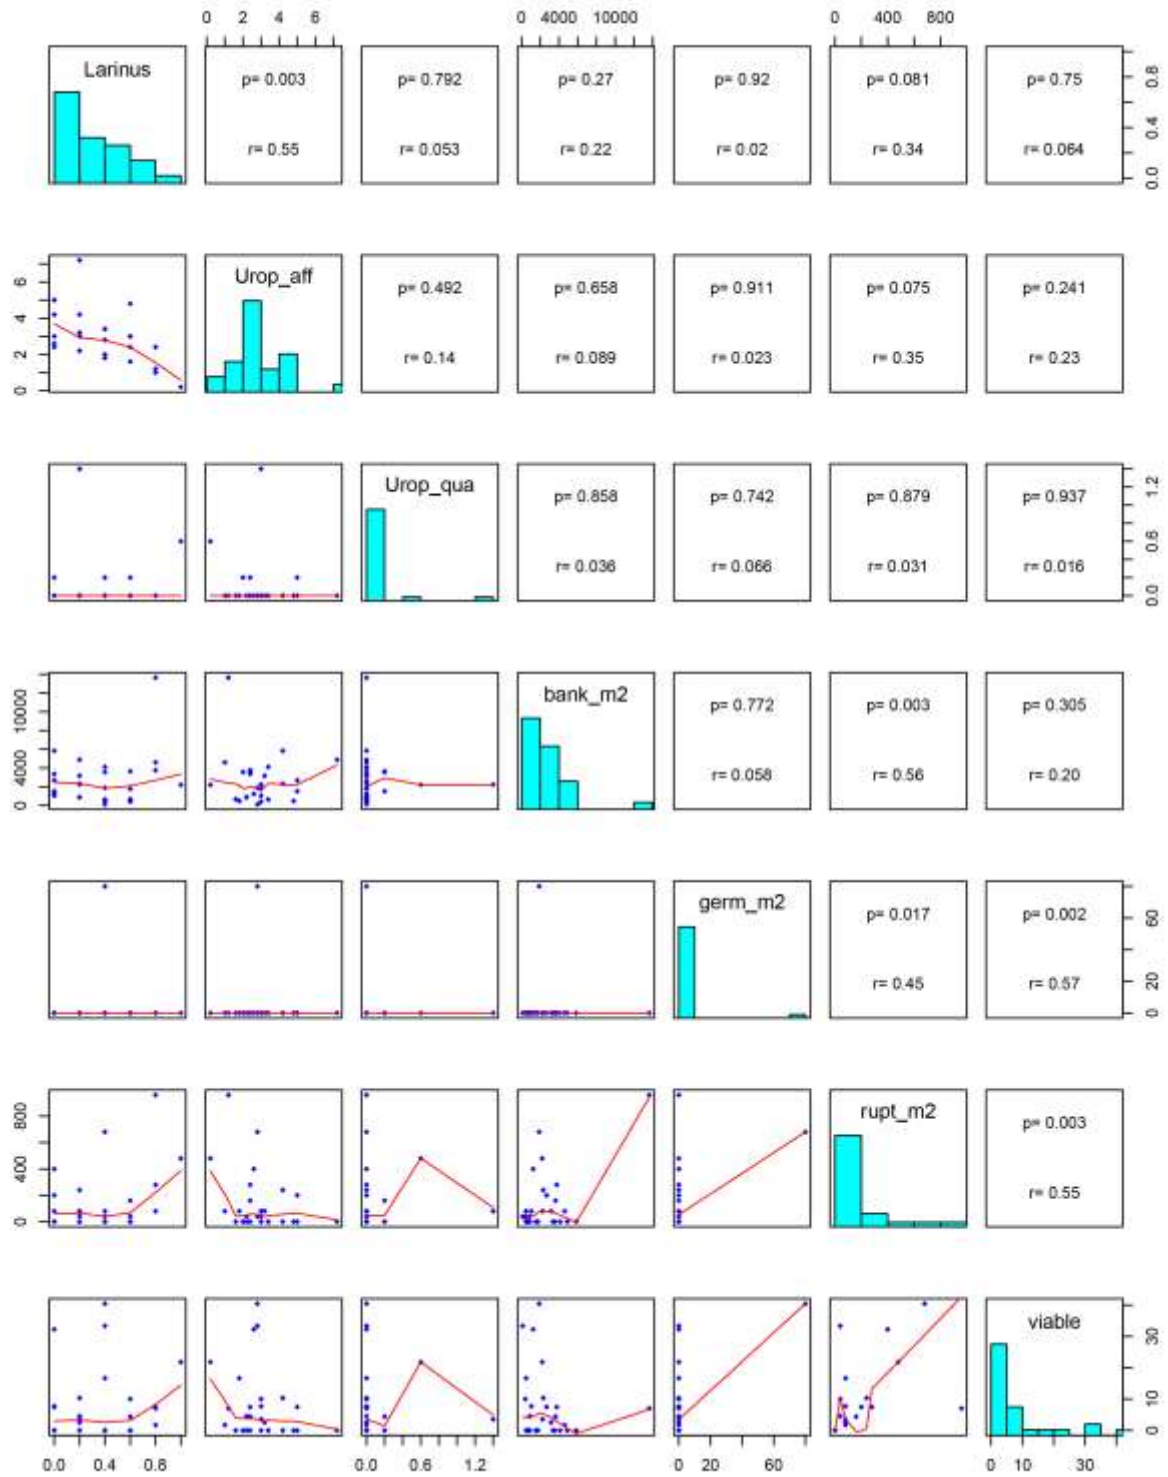 0 2 4 6 0 4000 10000 0 400 800
Larinus p= 0.003 p= 0.792 p= 0.27 p= 0.92 p= 0.081 p= 0.75
r= 0.55 r= 0.053 r= 0.22 r= 0.02 r= 0.34 r= 0.064
0.0 0.4 0.8
Urop_aff p= 0.492 p= 0.658 p= 0.911 p= 0.075 p= 0.241
r= 0.14 r= 0.089 r= 0.023 r= 0.35 r= 0.23
0 2 4 6
Urop_qua p= 0.858 p= 0.742 p= 0.879 p= 0.937
r= 0.036 r= 0.066 r= 0.031 r= 0.016
0.0 0.6 1.2
bank_m2 p= 0.772 p= 0.003 p= 0.305
r= 0.058 r= 0.56 r= 0.20
0 4000 10000
germ_m2 p= 0.017 p= 0.002
r= 0.45 r= 0.57
0 20 60
rupt_m2 p= 0.003
r= 0.55
0 400 800
viable
0 10 30
0.0 0.4 0.8 0.0 0.6 1.2 0 20 60 0 10 30